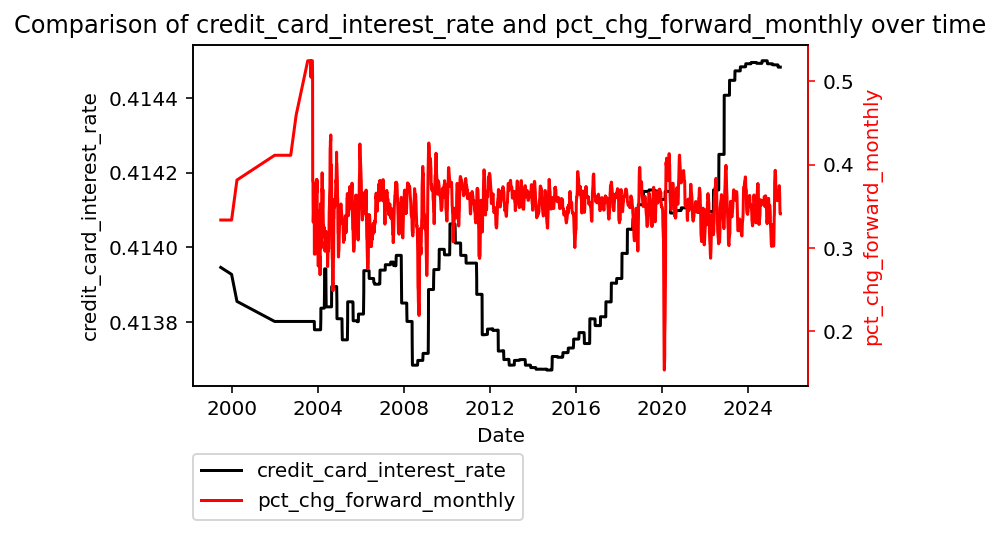 Comparison of credit_card_interest_rate and pct_chg_forward_monthly over time
credit_card_interest_rate
0.4144
0.4142
0.4140
0.4138
0.5
0.4
0.3
0.2
pct_chg_forward_monthly
2000 2004 2008 2012 2016 2020 2024
Date
credit_card_interest_rate
pct_chg_forward_monthly